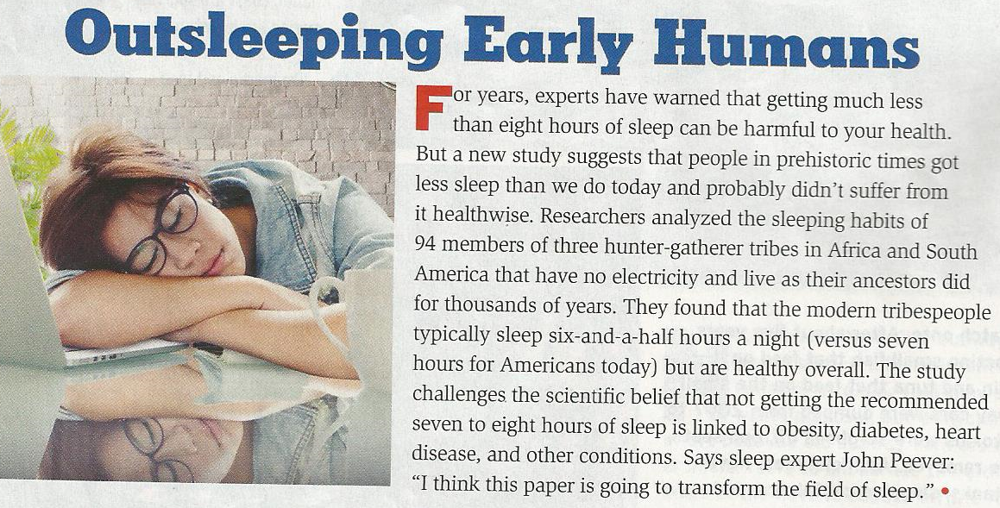 Outsleeping Early Humans
For years, experts have warned that getting much less
than eight hours of sleep can be harmful to your health.
But a new study suggests that people in prehistoric times got
less sleep than we do today and probably didn’t suffer from
it healthwise. Researchers analyzed the sleeping habits of
94 members of three hunter-gatherer tribes in Africa and South
America that have no electricity and live as their ancestors did
for thousands of years. They found that the modern tribespeople
typically sleep six-and-a-half hours a night (versus seven
hours for Americans today) but are healthy overall. The study
challenges the scientific belief that not getting the recommended
seven to eight hours of sleep is linked to obesity, diabetes, heart
disease, and other conditions. Says sleep expert John Peever:
“I think this paper is going to transform the field of sleep.” •